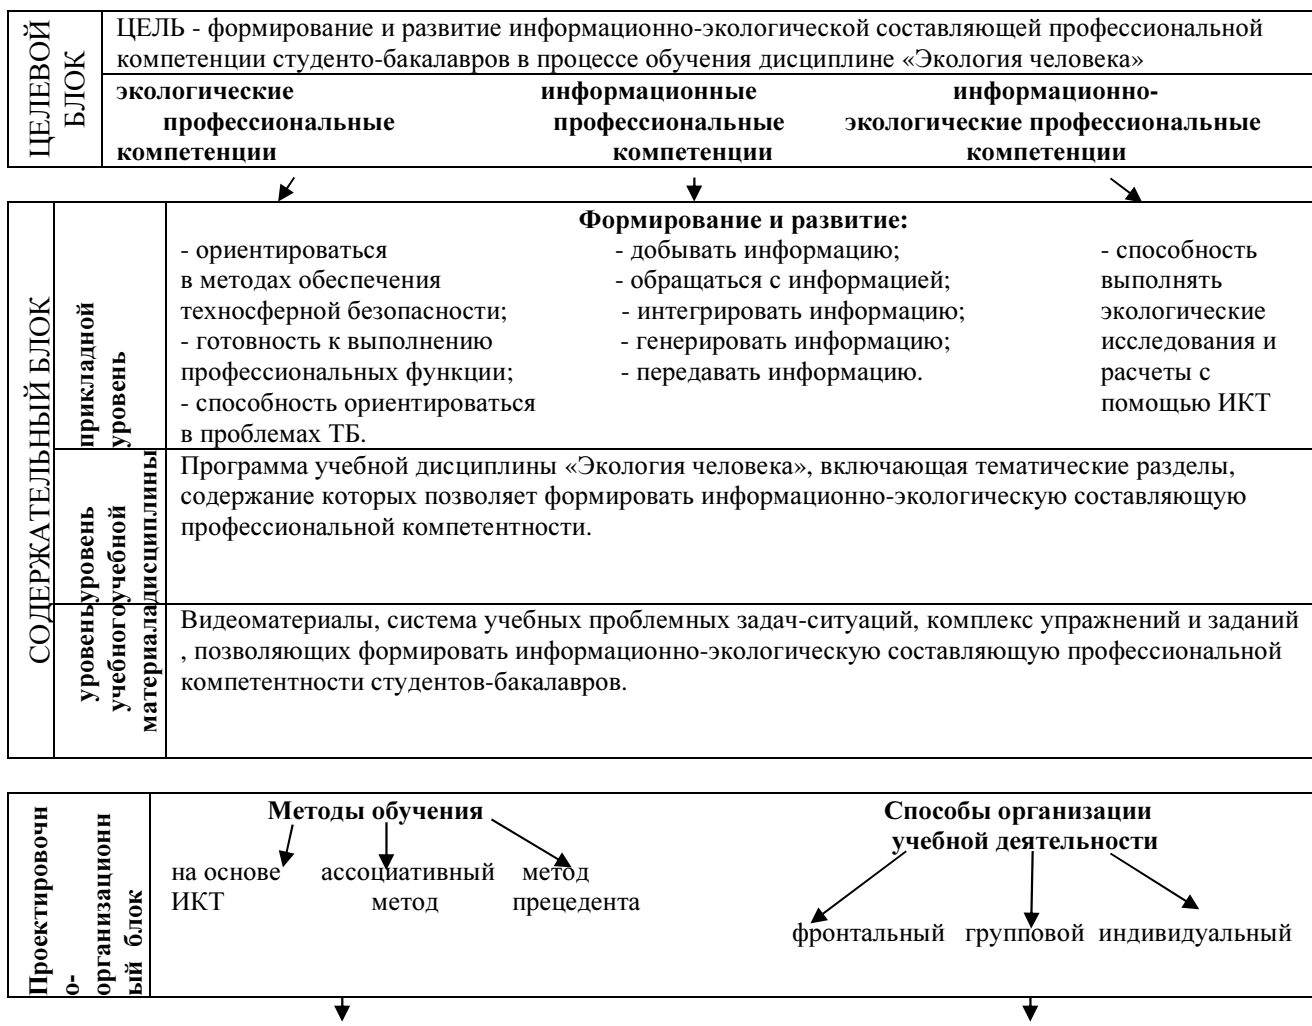 ЦЕЛЕВОЙ
БЛОК
ЦЕЛЬ - формирование и развитие информационно-экологической составляющей профессиональной
компетенции студенто-бакалавров в процессе обучения дисциплине «Экология человека»
экологические
профессиональные
компетенции
информационные
профессиональные
компетенции
информационно-
экологические профессиональные
компетенции
СОДЕРЖАТЕЛЬНЫЙ БЛОК
прикладной
уровень
Формирование и развитие:
- ориентироваться
в методах обеспечения
техносферной безопасности;
- готовность к выполнению
профессиональных функции;
- способность ориентироваться
в проблемах ТБ.
- добывать информацию;
- обращаться с информацией;
- интегрировать информацию;
- генерировать информацию;
- передавать информацию.
- способность
выполнять
экологические
исследования и
расчеты с
помощью ИКТ
уровень
учебной
дисциплины
Программа учебной дисциплины «Экология человека», включающая тематические разделы,
содержание которых позволяет формировать информационно-экологическую составляющую
профессиональной компетентности.
уровень
учебного
материала
Видеоматериалы, система учебных проблемных задач-ситуаций, комплекс упражнений и заданий
, позволяющих формировать информационно-экологическую составляющую профессиональной
компетентности студентов-бакалавров.
Проектировочн
о-
организационн
ый блок
Методы обучения
на основе
ИКТ
ассоциативный
метод
метод
прецедента
Способы организации
учебной деятельности
фронтальный групповой индивидуальный